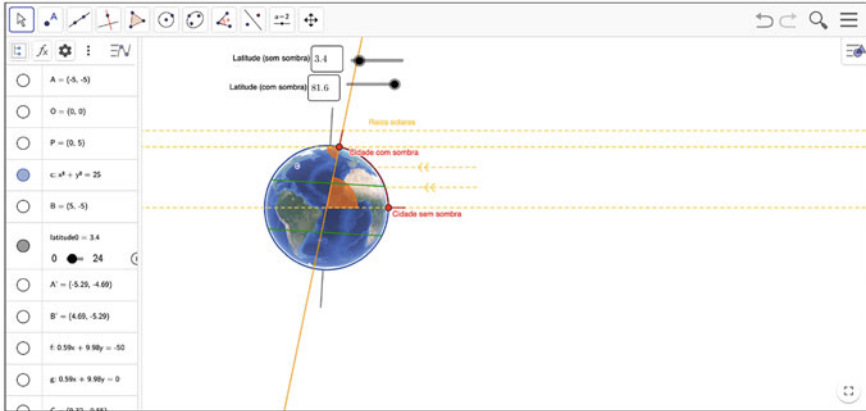 a=2
Latitude (sem sombra) 3.4
Latitude (com sombra) 81.6
Raios solares
Cidade com sombra
Cidade sem sombra
A = (-5, -5)
O = (0, 0)
P = (0, 5)
c: x² + y² = 25
B = (5, -5)
latitude0 = 3.4
0 24
A' = (-5.29, -4.69)
B' = (4.69, -5.29)
f: 0.59x + 9.98y = -50
g: 0.59x + 9.98y = 0